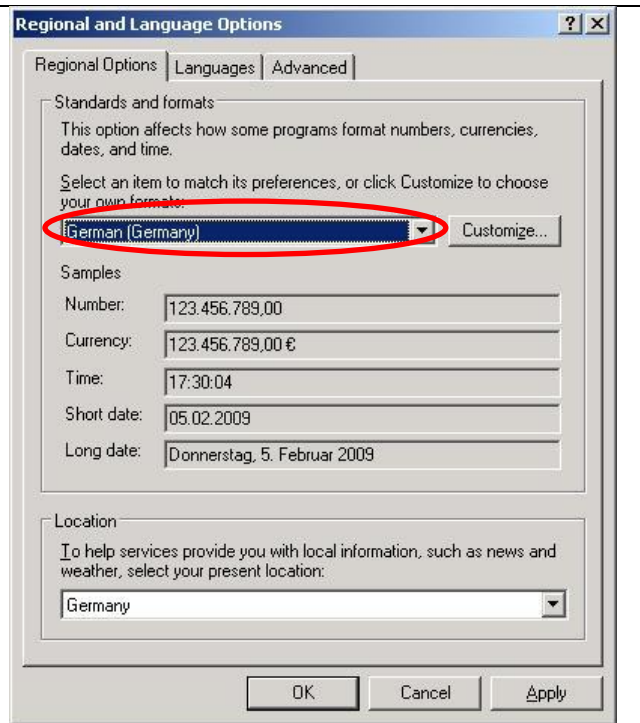 Regional and Language Options
Regional Options Languages Advanced
Standards and formats
This option affects how some programs format numbers, currencies,
dates, and time.
Select an item to match its preferences, or click Customize to choose
your own formats:
German (Germany) Customize...
Samples
Number: 123.456.789,00
Currency: 123.456.789,00 €
Time: 17:30:04
Short date: 05.02.2009
Long date: Donnerstag, 5. Februar 2009
Location
To help services provide you with local information, such as news and
weather, select your present location:
Germany
OK Cancel Apply